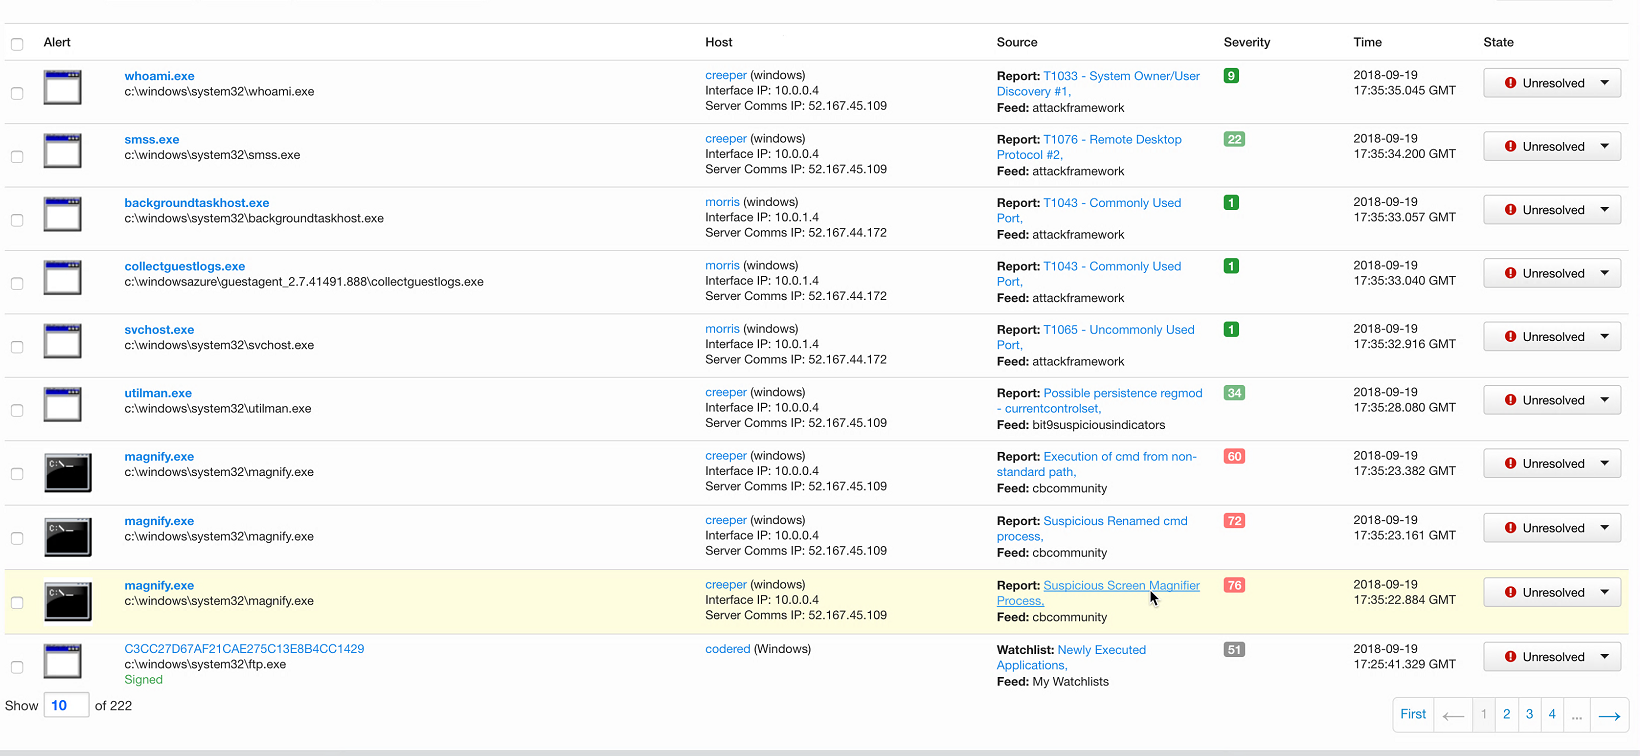 Alert Host Source Severity Time State
whoami.exe
c:\windows\system32\whoami.exe
creeper (windows)
Interface IP: 10.0.0.4
Server Comms IP: 52.167.45.109
Report: T1033 - System Owner/User
Discovery #1,
Feed: attackframework
9
2018-09-19
17:35:35.045 GMT
Unresolved
smss.exe
c:\windows\system32\smss.exe
creeper (windows)
Interface IP: 10.0.0.4
Server Comms IP: 52.167.45.109
Report: T1076 - Remote Desktop
Protocol #2,
Feed: attackframework
22
2018-09-19
17:35:34.200 GMT
Unresolved
backgroundtaskhost.exe
c:\windows\system32\backgroundtaskhost.exe
morris (windows)
Interface IP: 10.0.1.4
Server Comms IP: 52.167.44.172
Report: T1043 - Commonly Used
Port,
Feed: attackframework
1
2018-09-19
17:35:33.057 GMT
Unresolved
collectguestlogs.exe
c:\windowsazure\guestagent_2.7.41491.888\collectguestlogs.exe
morris (windows)
Interface IP: 10.0.1.4
Server Comms IP: 52.167.44.172
Report: T1043 - Commonly Used
Port,
Feed: attackframework
1
2018-09-19
17:35:33.040 GMT
Unresolved
svchost.exe
c:\windows\system32\svchost.exe
morris (windows)
Interface IP: 10.0.1.4
Server Comms IP: 52.167.44.172
Report: T1065 - Uncommonly Used
Port,
Feed: attackframework
1
2018-09-19
17:35:32.916 GMT
Unresolved
utilman.exe
c:\windows\system32\utilman.exe
creeper (windows)
Interface IP: 10.0.0.4
Server Comms IP: 52.167.45.109
Report: Possible persistence regmod
- currentcontrolset,
Feed: bit9suspiciousindicators
34
2018-09-19
17:35:28.080 GMT
Unresolved
C:\_
magnify.exe
c:\windows\system32\magnify.exe
creeper (windows)
Interface IP: 10.0.0.4
Server Comms IP: 52.167.45.109
Report: Execution of cmd from non-
standard path,
Feed: cbcommunity
60
2018-09-19
17:35:23.382 GMT
Unresolved
C:\_
magnify.exe
c:\windows\system32\magnify.exe
creeper (windows)
Interface IP: 10.0.0.4
Server Comms IP: 52.167.45.109
Report: Suspicious Renamed cmd
process,
Feed: cbcommunity
72
2018-09-19
17:35:23.161 GMT
Unresolved
C:\_
magnify.exe
c:\windows\system32\magnify.exe
creeper (windows)
Interface IP: 10.0.0.4
Server Comms IP: 52.167.45.109
Report: Suspicious Screen Magnifier
Process,
Feed: cbcommunity
76
2018-09-19
17:35:22.884 GMT
Unresolved
C3CC27D67AF21CAE275C13E8B4CC1429
c:\windows\system32\ftp.exe
Signed
codered (Windows)
Watchlist: Newly Executed
Applications,
Feed: My Watchlists
51
2018-09-19
17:25:41.329 GMT
Unresolved
Show 10 of 222
First ← 1 2 3 4 ... →